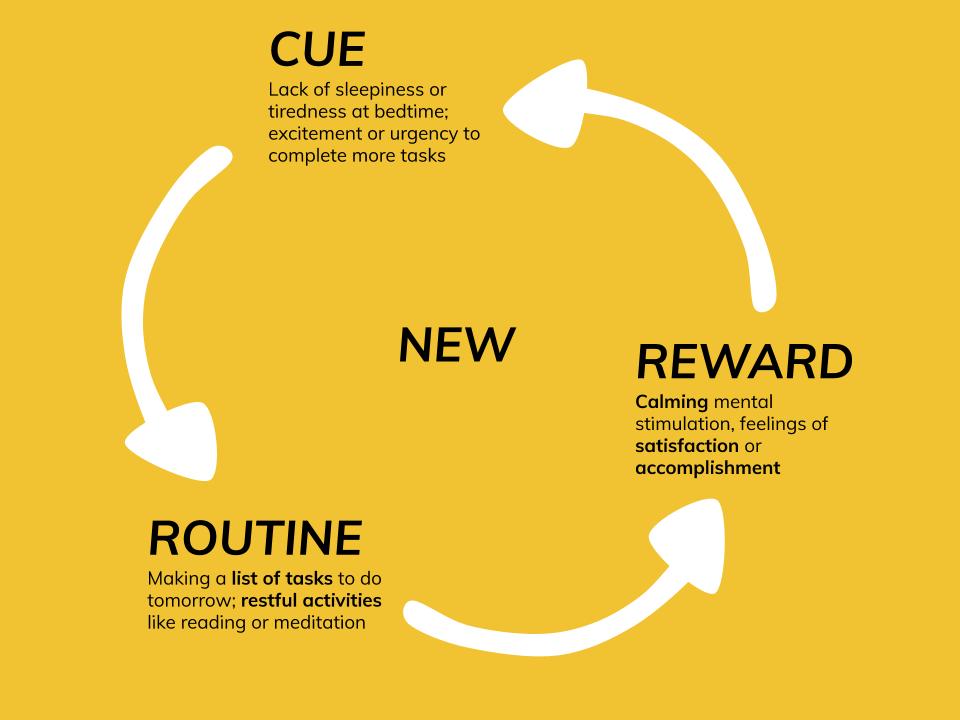 CUE
Lack of sleepiness or
tiredness at bedtime;
excitement or urgency to
complete more tasks
NEW
REWARD
Calming mental
stimulation, feelings of
satisfaction or
accomplishment
ROUTINE
Making a list of tasks to do
tomorrow; restful activities
like reading or meditation